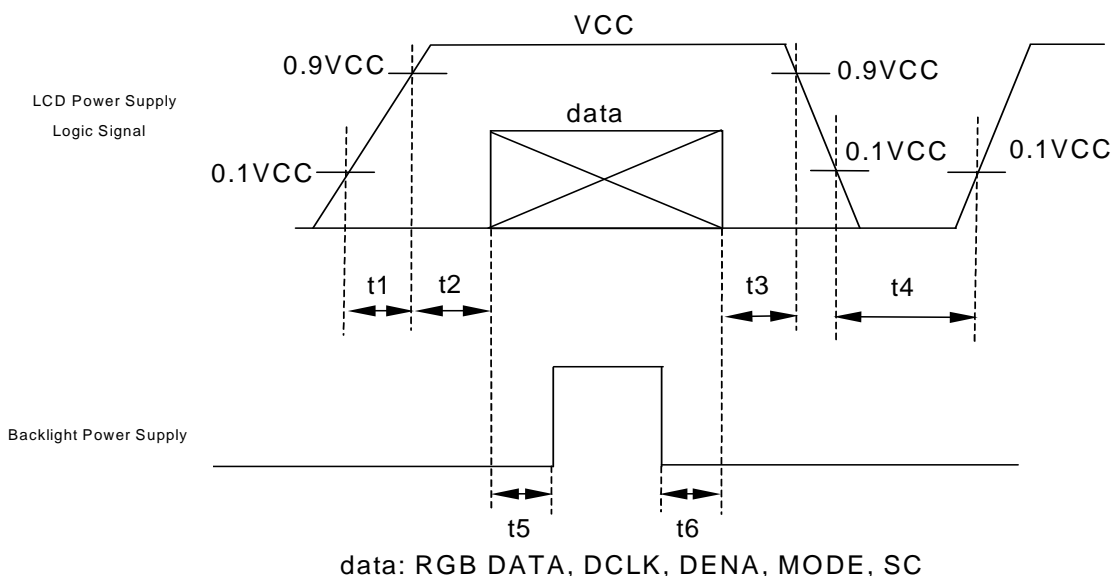 VCC
0.9VCC
0.9VCC
LCD Power Supply
Logic Signal
data
0.1VCC
0.1VCC
0.1VCC
t1
t2
t3
t4
Backlight Power Supply
t5
t6
data: RGB DATA, DCLK, DENA, MODE, SC